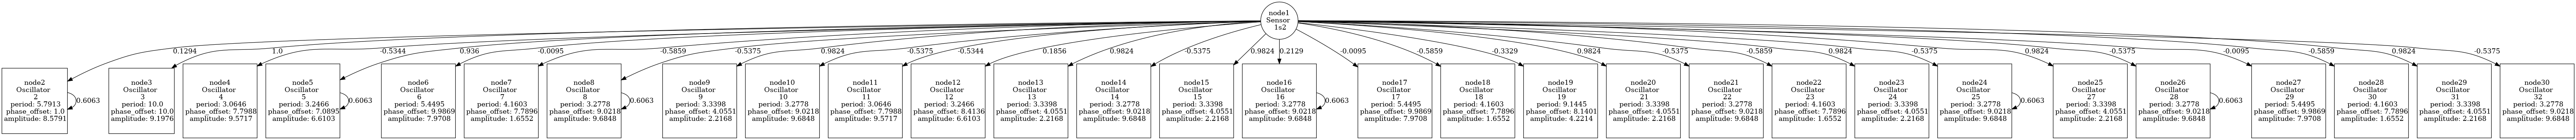 node1
Sensor
1s2
0.1294
1.0
-0.5344
0.936
-0.0095
-0.5859
-0.5375
0.9824
-0.5375
-0.5344
0.1856
0.9824
-0.5375
0.9824
0.2129
-0.0095
-0.5859
-0.3329
0.9824
-0.5375
-0.5859
0.9824
-0.5375
0.9824
-0.5375
-0.0095
-0.5859
0.9824
-0.5375
node2
Oscillator
2
period: 5.7913
phase_offset: 1.0
amplitude: 8.5791
0.6063
node3
Oscillator
3
period: 10.0
phase_offset: 10.0
amplitude: 9.1976
node4
Oscillator
4
period: 3.0646
phase_offset: 7.7988
amplitude: 9.5717
node5
Oscillator
5
period: 3.2466
phase_offset: 7.0895
amplitude: 6.6103
0.6063
node6
Oscillator
6
period: 5.4495
phase_offset: 9.9869
amplitude: 7.9708
node7
Oscillator
7
period: 4.1603
phase_offset: 7.7896
amplitude: 1.6552
node8
Oscillator
8
period: 3.2778
phase_offset: 9.0218
amplitude: 9.6848
0.6063
node9
Oscillator
9
period: 3.3398
phase_offset: 4.0551
amplitude: 2.2168
node10
Oscillator
10
period: 3.2778
phase_offset: 9.0218
amplitude: 9.6848
node11
Oscillator
11
period: 3.0646
phase_offset: 7.7988
amplitude: 9.5717
node12
Oscillator
12
period: 3.2466
phase_offset: 8.4136
amplitude: 6.6103
node13
Oscillator
13
period: 3.3398
phase_offset: 4.0551
amplitude: 2.2168
node14
Oscillator
14
period: 3.2778
phase_offset: 9.0218
amplitude: 9.6848
node15
Oscillator
15
period: 3.3398
phase_offset: 4.0551
amplitude: 2.2168
node16
Oscillator
16
period: 3.2778
phase_offset: 9.0218
amplitude: 9.6848
0.6063
node17
Oscillator
17
period: 5.4495
phase_offset: 9.9869
amplitude: 7.9708
node18
Oscillator
18
period: 4.1603
phase_offset: 7.7896
amplitude: 1.6552
node19
Oscillator
19
period: 9.1445
phase_offset: 8.1401
amplitude: 4.2214
node20
Oscillator
21
period: 3.3398
phase_offset: 4.0551
amplitude: 2.2168
node21
Oscillator
22
period: 3.2778
phase_offset: 9.0218
amplitude: 9.6848
node22
Oscillator
23
period: 4.1603
phase_offset: 7.7896
amplitude: 1.6552
node23
Oscillator
24
period: 3.3398
phase_offset: 4.0551
amplitude: 2.2168
node24
Oscillator
25
period: 3.2778
phase_offset: 9.0218
amplitude: 9.6848
0.6063
node25
Oscillator
27
period: 3.3398
phase_offset: 4.0551
amplitude: 2.2168
node26
Oscillator
28
period: 3.2778
phase_offset: 9.0218
amplitude: 9.6848
0.6063
node27
Oscillator
29
period: 5.4495
phase_offset: 9.9869
amplitude: 7.9708
node28
Oscillator
30
period: 4.1603
phase_offset: 7.7896
amplitude: 1.6552
node29
Oscillator
31
period: 3.3398
phase_offset: 4.0551
amplitude: 2.2168
node30
Oscillator
32
period: 3.2778
phase_offset: 9.0218
amplitude: 9.6848